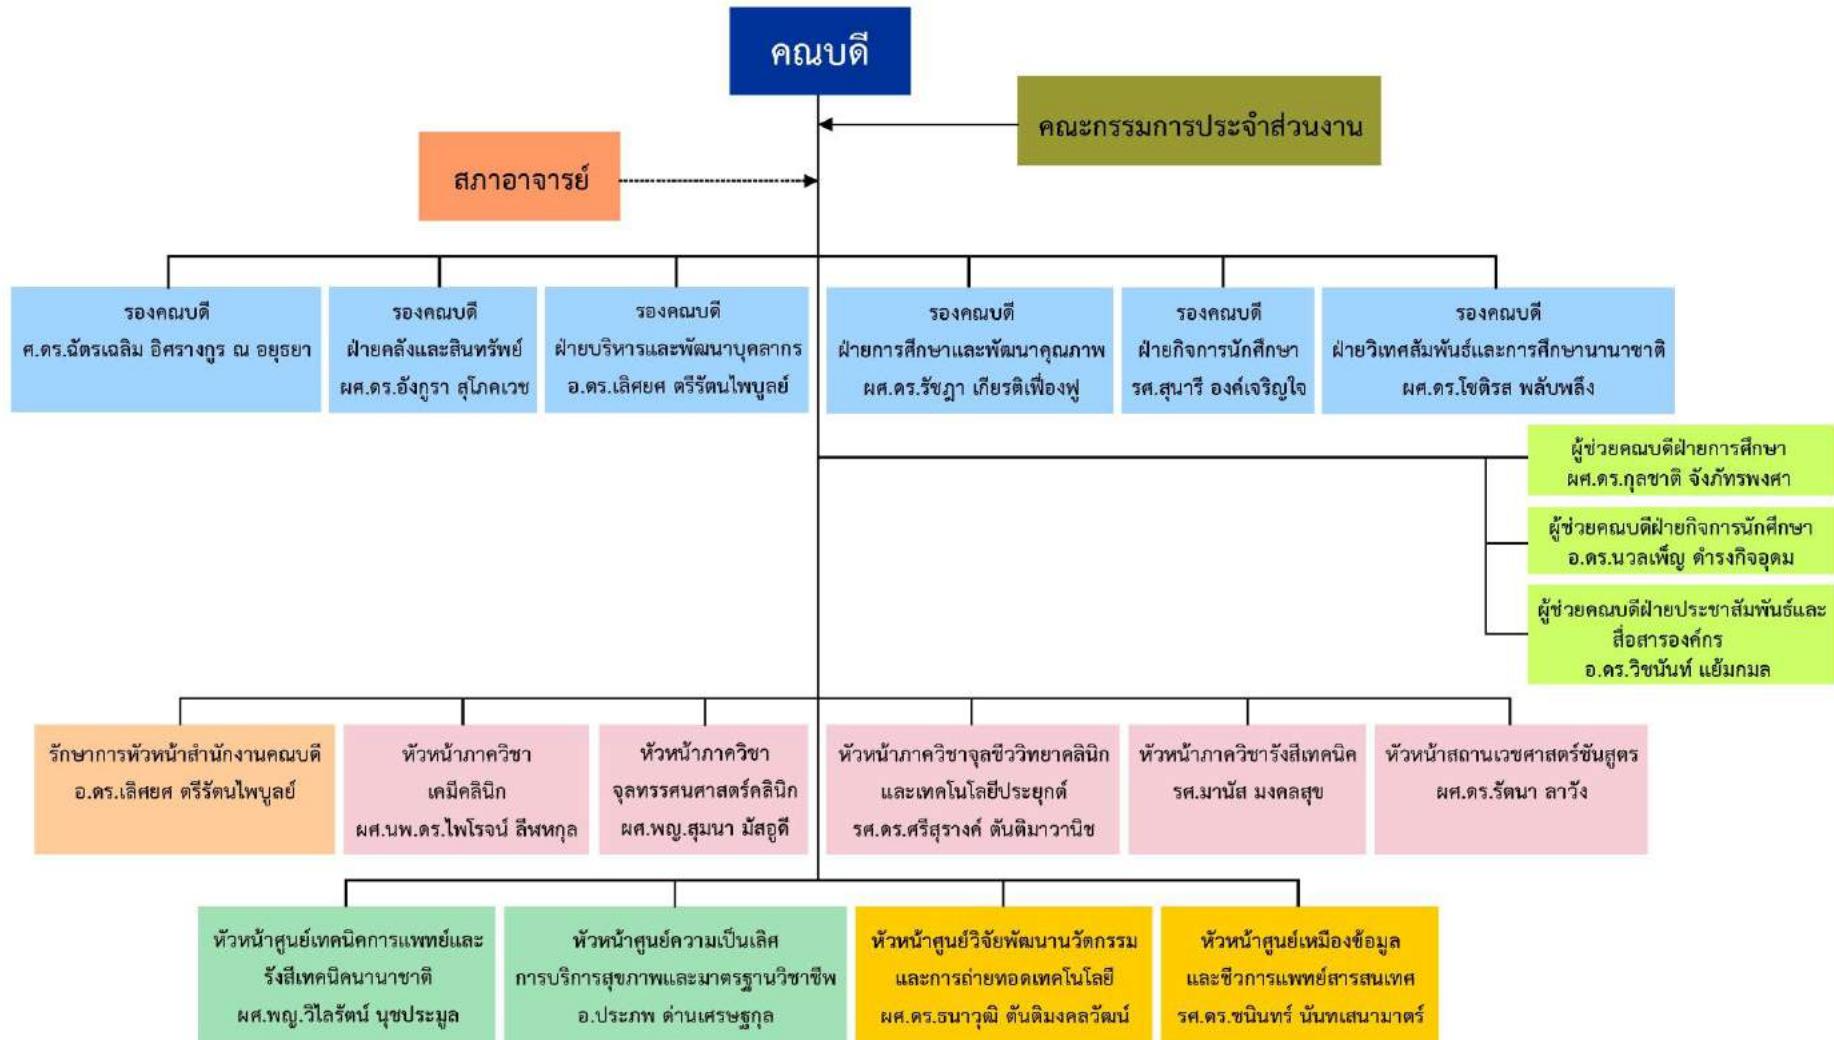 คณบดี
คณะกรรมการประจำส่วนงาน
สภาอาจารย์
รองคณบดี
ศ.ดร.ฉัตรเฉลิม อิศรางกูร ณ อยุธยา
รองคณบดี
ฝ่ายคลังและสินทรัพย์
ผศ.ดร.อังกูรา สุโภคเวช
รองคณบดี
ฝ่ายบริหารและพัฒนาบุคลากร
อ.ดร.เลิศยศ ตรีรัตนไพบูลย์
รองคณบดี
ฝ่ายการศึกษาและพัฒนาคุณภาพ
ผศ.ดร.รัชฎา เกียรติเฟื่องฟู
รองคณบดี
ฝ่ายกิจการนักศึกษา
รศ.สุนารี องค์เจริญใจ
รองคณบดี
ฝ่ายวิเทศสัมพันธ์และการศึกษานานาชาติ
ผศ.ดร.โชติรส พลับพลึง
ผู้ช่วยคณบดีฝ่ายการศึกษา
ผศ.ดร.กุลชาติ จังภัทรพงศา
ผู้ช่วยคณบดีฝ่ายกิจการนักศึกษา
อ.ดร.นวลเพ็ญ ดำรงกิจอุดม
ผู้ช่วยคณบดีฝ่ายประชาสัมพันธ์และ
สื่อสารองค์กร
อ.ดร.วิชนันท์ แย้มกมล
รักษาการหัวหน้าสำนักงานคณบดี
อ.ดร.เลิศยศ ตรีรัตนไพบูลย์
หัวหน้าภาควิชา
เคมีคลินิก
ผศ.นพ.ดร.ไพโรจน์ ลีฬหกุล
หัวหน้าภาควิชา
จุลทรรศนศาสตร์คลินิก
ผศ.พญ.สุมนา มัสอูดี
หัวหน้าภาควิชาจุลชีววิทยาคลินิก
และเทคโนโลยีประยุกต์
รศ.ดร.ศรีสุรางค์ ตันติมาวานิช
หัวหน้าภาควิชารังสีเทคนิค
รศ.มานัส มงคลสุข
หัวหน้าสถานเวชศาสตร์ชันสูตร
ผศ.ดร.รัตนา ลาวัง
หัวหน้าศูนย์เทคนิคการแพทย์และ
รังสีเทคนิคนานาชาติ
ผศ.พญ.วิไลรัตน์ นุชประมูล
หัวหน้าศูนย์ความเป็นเลิศ
การบริการสุขภาพและมาตรฐานวิชาชีพ
อ.ประภพ ด่านเศรษฐกุล
หัวหน้าศูนย์วิจัยพัฒนานวัตกรรม
และการถ่ายทอดเทคโนโลยี
ผศ.ดร.ธนาวุฒิ ตันติมงคลวัฒน์
หัวหน้าศูนย์เหมืองข้อมูล
และชีวการแพทย์สารสนเทศ
รศ.ดร.ชนินทร์ นันทเสนามาตร์